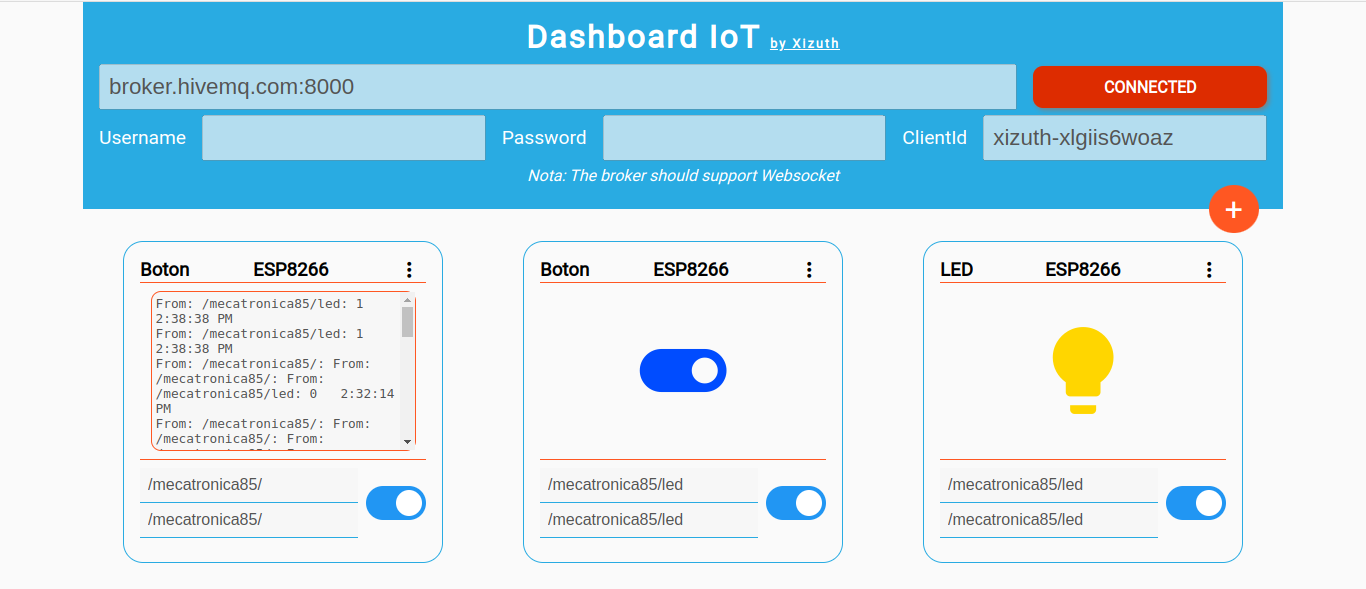 Dashboard IoT by XIzuth
broker.hivemq.com:8000 CONNECTED
Username Password ClientId xizuth-xlgiis6woaz
Nota: The broker should support Websocket
+
Boton ESP8266
From: /mecatronica85/led: 1
2:38:38 PM
From: /mecatronica85/led: 1
2:38:38 PM
From: /mecatronica85/: From:
/mecatronica85/: From:
/mecatronica85/led: 0 2:32:14
PM
From: /mecatronica85/: From:
/mecatronica85/: From:
/mecatronica85/
/mecatronica85/
Boton ESP8266
/mecatronica85/led
/mecatronica85/led
LED ESP8266
/mecatronica85/led
/mecatronica85/led